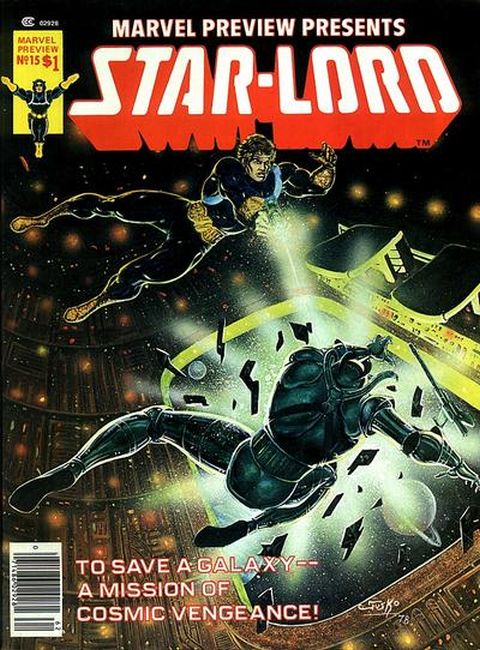 CC 02926
MARVEL PREVIEW PRESENTS
MARVEL
PREVIEW
Nº15 $1
STAR-LORD
TM
TO SAVE A GALAXY--
A MISSION OF
COSMIC VENGEANCE!
78